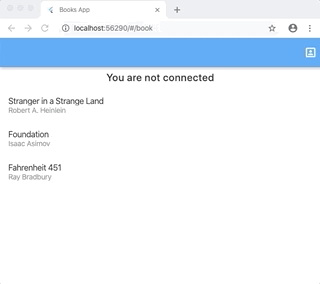 Books App
localhost:56290/#/book
You are not connected
Stranger in a Strange Land
Robert A. Heinlein
Foundation
Isaac Asimov
Fahrenheit 451
Ray Bradbury